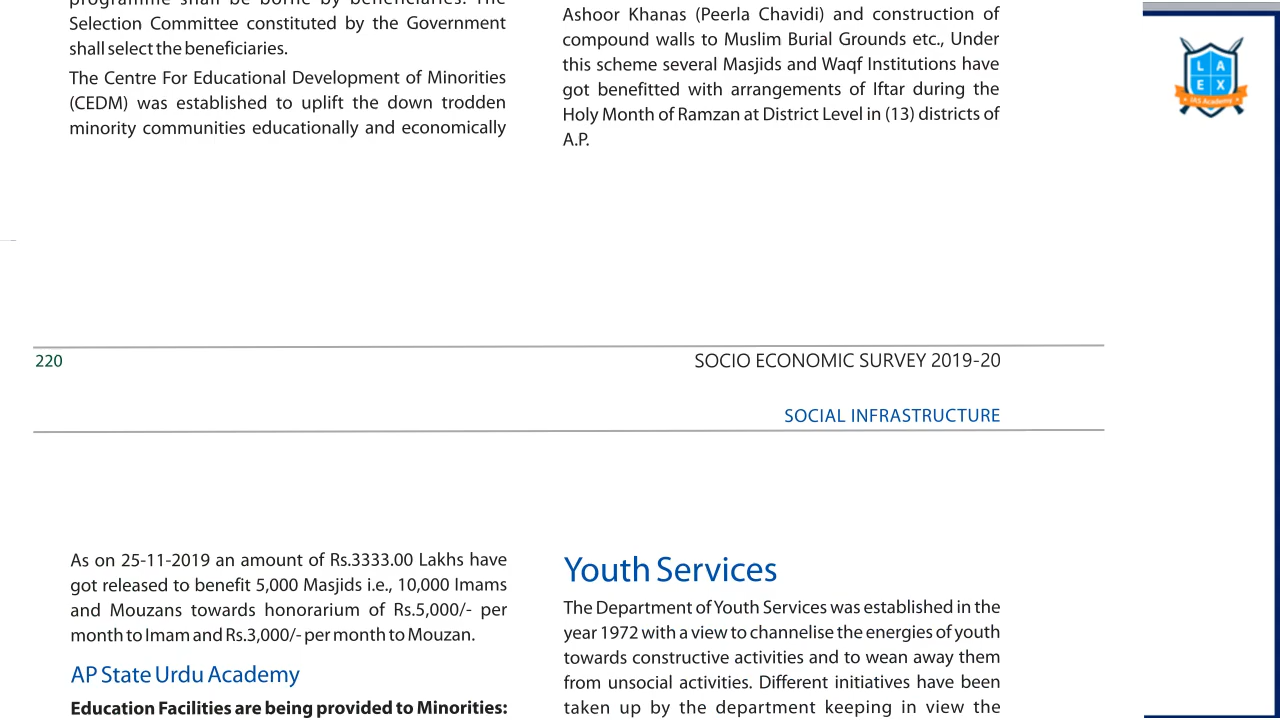 programme shall be borne by beneficiaries. The
Selection Committee constituted by the Government
shall select the beneficiaries.
The Centre For Educational Development of Minorities
(CEDM) was established to uplift the down trodden
minority communities educationally and economically
Ashoor Khanas (Peerla Chavidi) and construction of
compound walls to Muslim Burial Grounds etc., Under
this scheme several Masjids and Waqf Institutions have
got benefitted with arrangements of Iftar during the
Holy Month of Ramzan at District Level in (13) districts of
A.P.
L A
E X
IAS Academy
220
SOCIO ECONOMIC SURVEY 2019-20
SOCIAL INFRASTRUCTURE
As on 25-11-2019 an amount of Rs.3333.00 Lakhs have
got released to benefit 5,000 Masjids i.e., 10,000 Imams
and Mouzans towards honorarium of Rs.5,000/- per
month to Imam and Rs.3,000/- per month to Mouzan.
AP State Urdu Academy
Education Facilities are being provided to Minorities:
Youth Services
The Department of Youth Services was established in the
year 1972 with a view to channelise the energies of youth
towards constructive activities and to wean away them
from unsocial activities. Different initiatives have been
taken up by the department keeping in view the